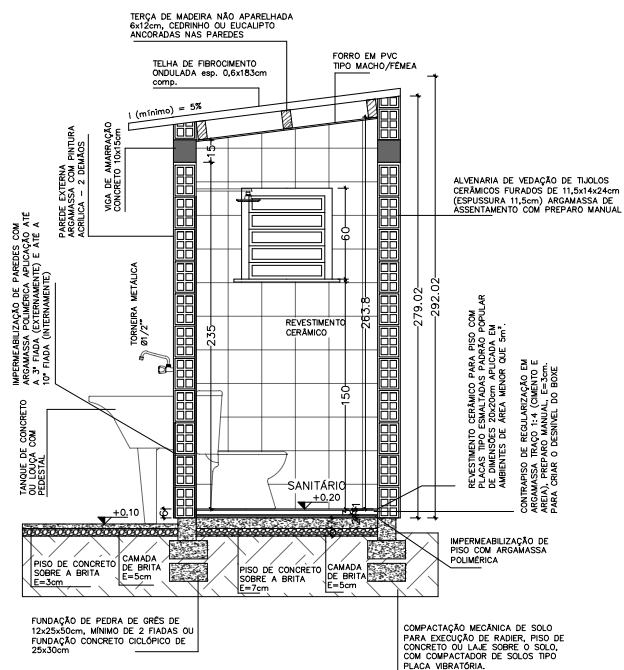 TERÇA DE MADEIRA NÃO APARELHADA
6x12cm, CEDRINHO OU EUCALIPTO
ANCORADAS NAS PAREDES
FORRO EM PVC
TIPO MACHO/FÊMEA
TELHA DE FIBROCIMENTO
ONDULADA esp. 0,6x183cm
comp.
I (mínimo) = 5%
PAREDE EXTERNA
ARGAMASSA COM PINTURA
ACRÍLICA - 2 DEMÃOS
VIGA DE AMARRAÇÃO
CONCRETO 10x15cm
15
ALVENARIA DE VEDAÇÃO DE TIJOLOS
CERÂMICOS FURADOS DE 11,5x14x24cm
(ESPUSSURA 11,5cm) ARGAMASSA DE
ASSENTAMENTO COM PREPARO MANUAL
60
IMPERMEABILIZAÇÃO DE PAREDES COM
ARGAMASSA POLIMÉRICA APLICAÇÃO ATÉ
A 3ª FIADA (EXTERNAMENTE) E ATÉ A
10ª FIADA (INTERNAMENTE)
TORNEIRA METÁLICA
Ø1/2""
235
REVESTIMENTO
CERÂMICO
263.8
279.02
292.02
150
REVESTIMENTO CERÂMICO PARA PISO COM
PLACAS TIPO ESMALTADAS PADRÃO POPULAR
DE DIMENSÕES 20x20cm APLICADA EM
AMBIENTES DE ÁREA MENOR QUE 5m².
CONTRAPISO DE REGULARIZAÇÃO EM
ARGAMASSA TRAÇO 1:4 (CIMENTO E
AREIA), PREPARO MANUAL, E=3cm.
PARA CRIAR O DESNÍVEL DO BOXE
TANQUE DE CONCRETO
OU LOUÇA COM
PEDESTAL
SANITÁRIO
+0,20
+0,10
IMPERMEABILIZAÇÃO DE
PISO COM ARGAMASSA
POLIMÉRICA
PISO DE CONCRETO
SOBRE A BRITA
E=3cm
CAMADA
DE BRITA
E=5cm
PISO DE CONCRETO
SOBRE A BRITA
E=7cm
CAMADA
DE BRITA
E=5cm
FUNDAÇÃO DE PEDRA DE GRÊS DE
12x25x50cm, MÍNIMO DE 2 FIADAS OU
FUNDAÇÃO CONCRETO CICLÓPICO DE
25x30cm
COMPACTAÇÃO MECÂNICA DE SOLO
PARA EXECUÇÃO DE RADIER, PISO DE
CONCRETO OU LAJE SOBRE O SOLO,
COM COMPACTADOR DE SOLOS TIPO
PLACA VIBRATÓRIA.